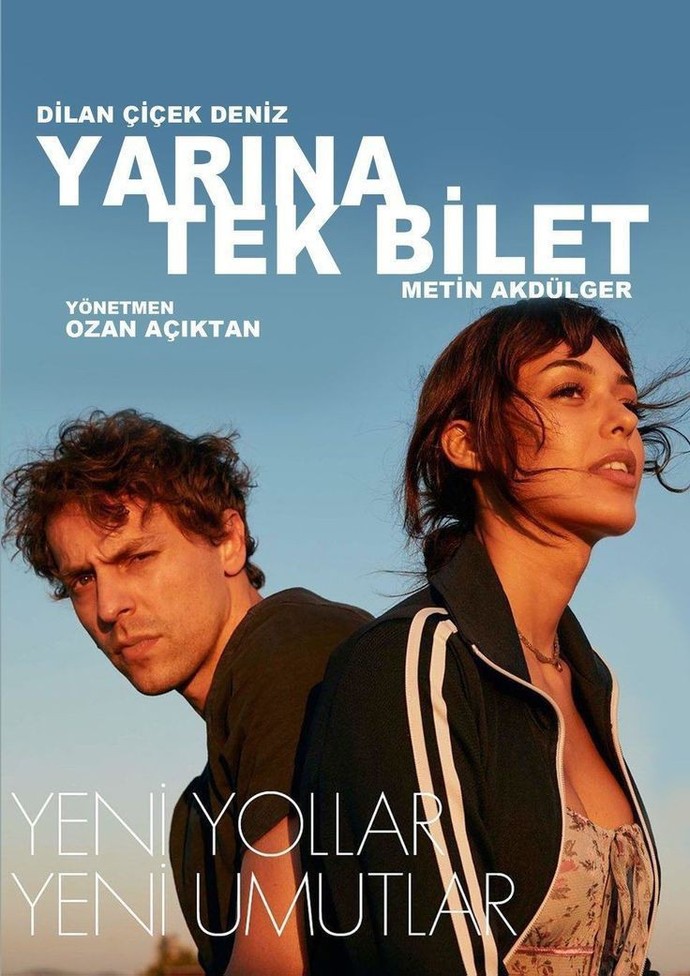 DİLAN ÇİÇEK DENİZ
YARINA
TEK BİLET
METİN AKDÜLGER
YÖNETMEN
OZAN AÇIKTAN
YENİ YOLLAR
YENİ UMUTLAR